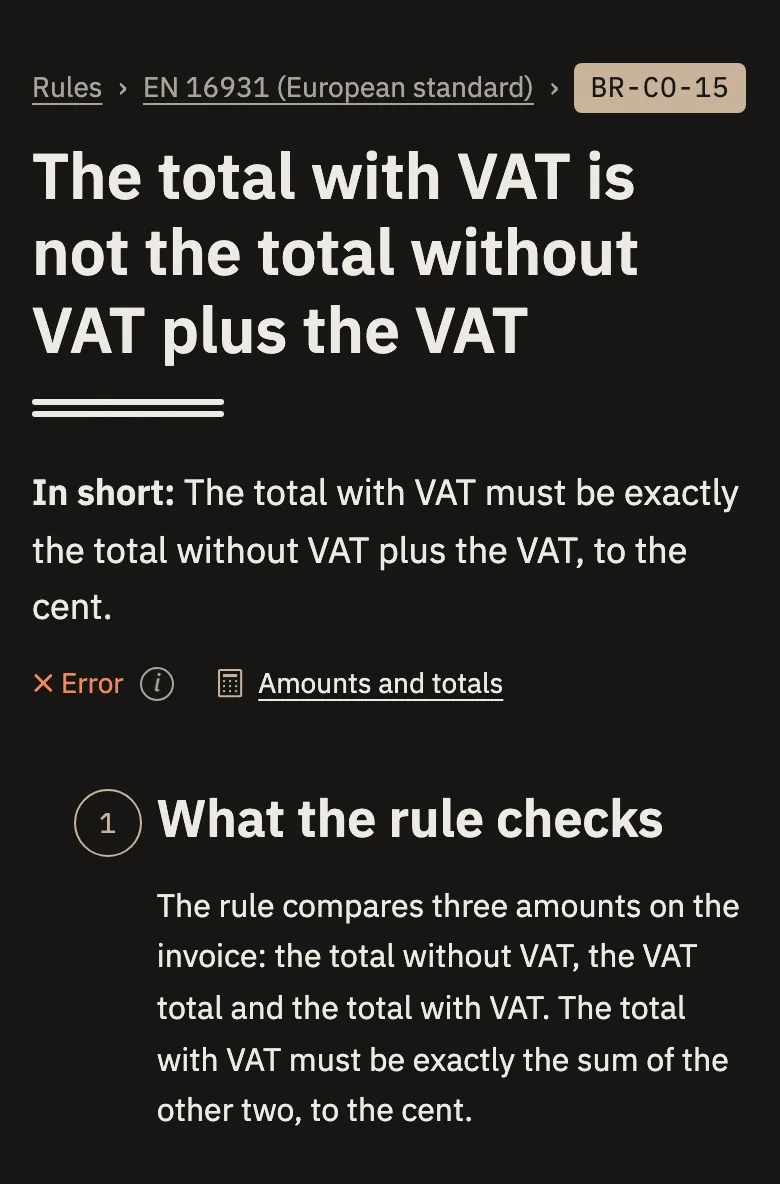 Rules › EN 16931 (European standard) › BR-CO-15
The total with VAT is
not the total without
VAT plus the VAT
In short: The total with VAT must be exactly
the total without VAT plus the VAT, to the
cent.
× Error i Amounts and totals
1 What the rule checks
The rule compares three amounts on the
invoice: the total without VAT, the VAT
total and the total with VAT. The total
with VAT must be exactly the sum of the
other two, to the cent.